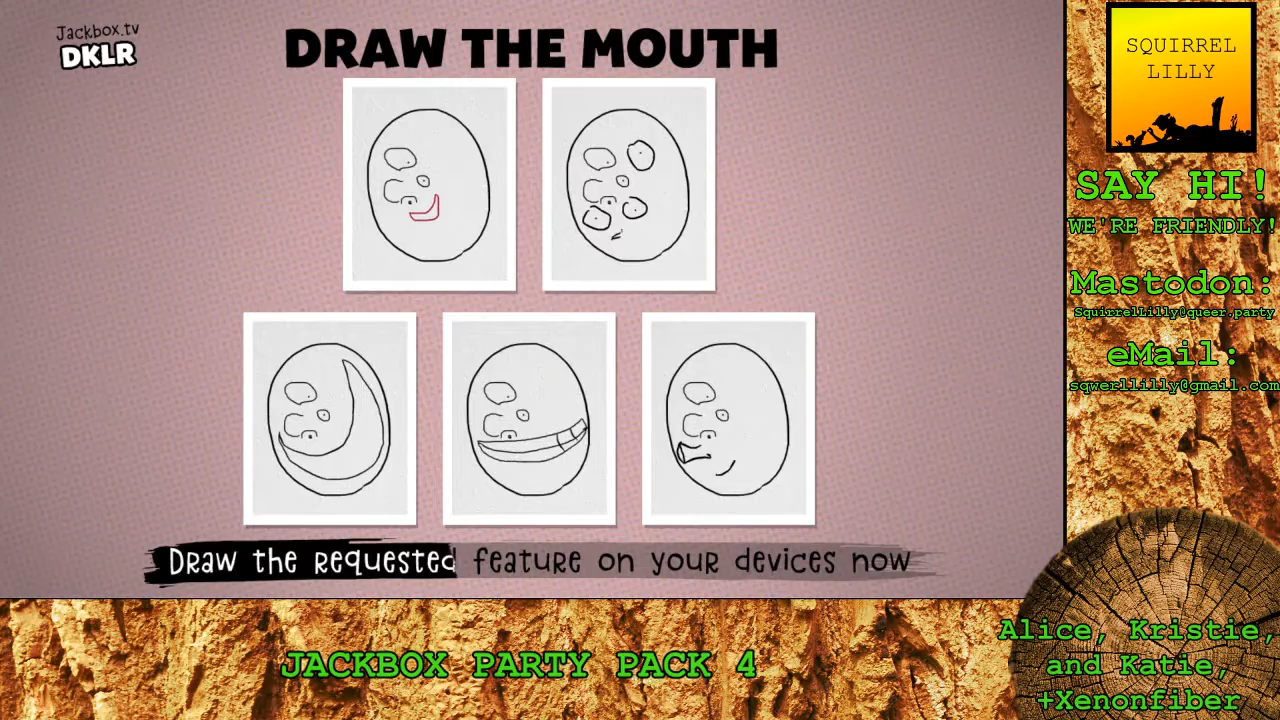 Jackbox.tv
DKLR
DRAW THE MOUTH
Draw the requested feature on your devices now
SQUIRREL
LILLY
SAY HI!
WE'RE FRIENDLY!
Mastodon:
SquirrelLilly@queer.party
eMail:
sqwerllilly@gmail.com
JACKBOX PARTY PACK 4
Alice, Kristie,
and Katie,
+Xenonfiber